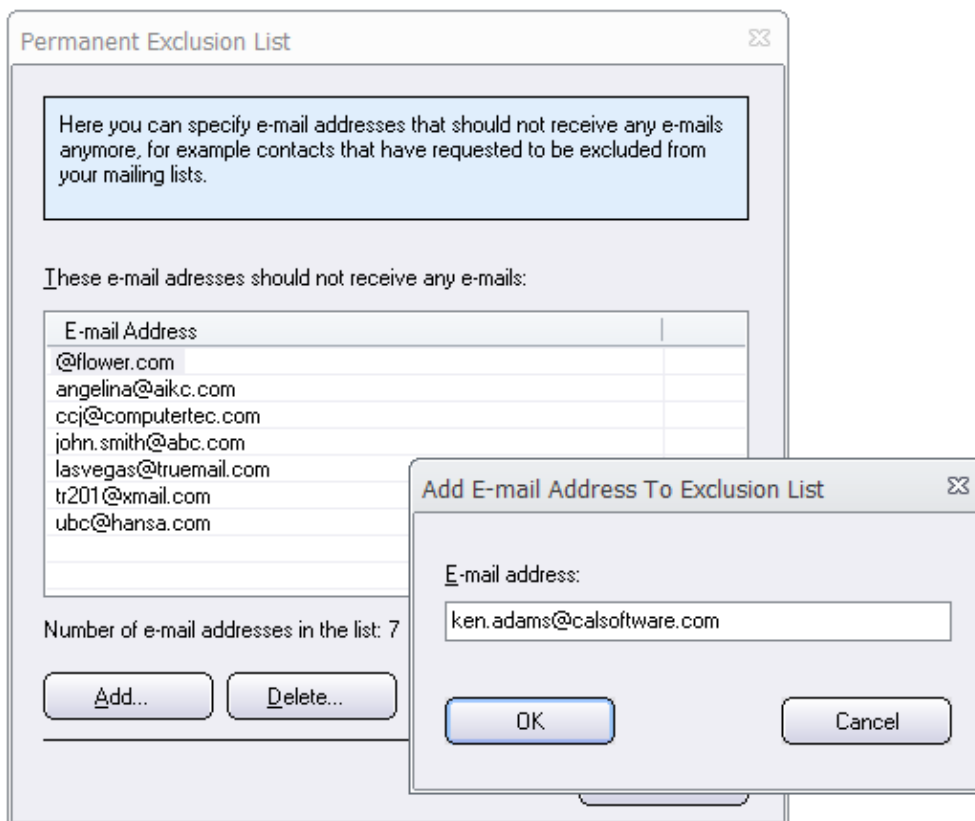 Permanent Exclusion List
Here you can specify e-mail addresses that should not receive any e-mails
anymore, for example contacts that have requested to be excluded from
your mailing lists.
These e-mail adresses should not receive any e-mails:
E-mail Address
@flower.com
angelina@aikc.com
ccj@computertec.com
john.smith@abc.com
lasvegas@truemail.com
tr201@xmail.com
ubc@hansa.com
Number of e-mail addresses in the list: 7
Add...
Delete...
Add E-mail Address To Exclusion List
E-mail address:
ken.adams@calsoftware.com
OK
Cancel